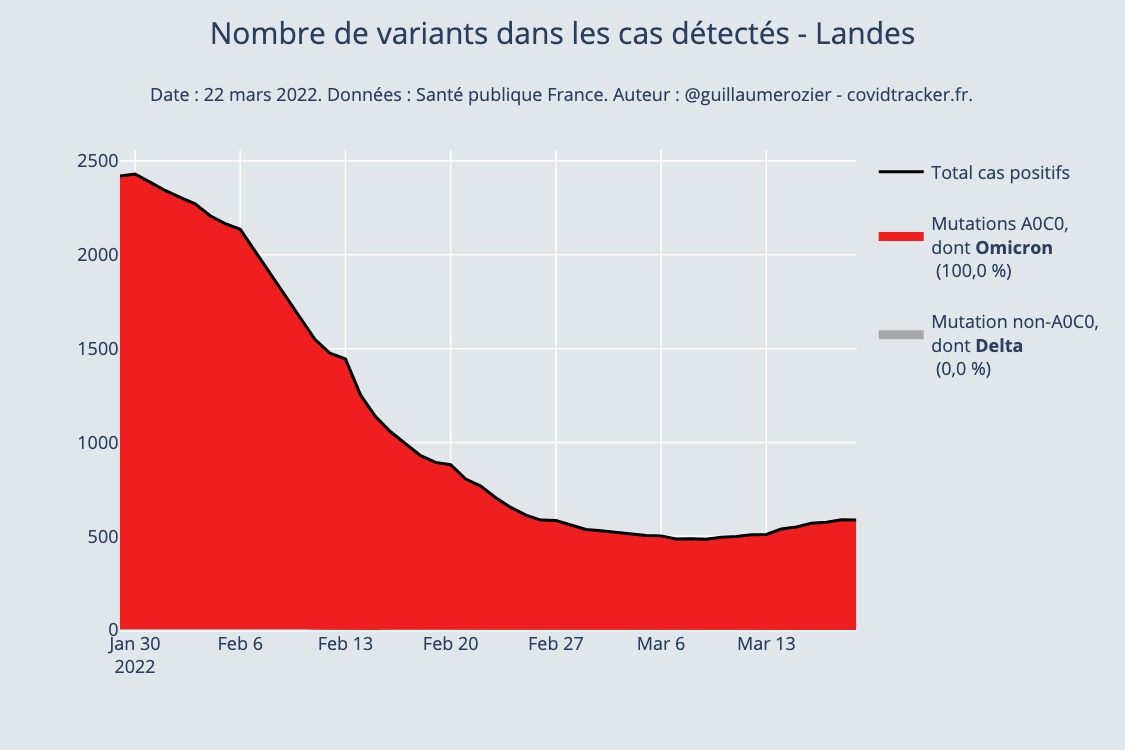 Nombre de variants dans les cas détectés - Landes
Date : 22 mars 2022. Données : Santé publique France. Auteur : @guillaumerozier - covidtracker.fr.
2500
2000
1500
1000
500
0
Jan 30
2022
Feb 6
Feb 13
Feb 20
Feb 27
Mar 6
Mar 13
Total cas positifs
Mutations A0C0,
dont Omicron
(100,0 %)
Mutation non-A0C0,
dont Delta
(0,0 %)